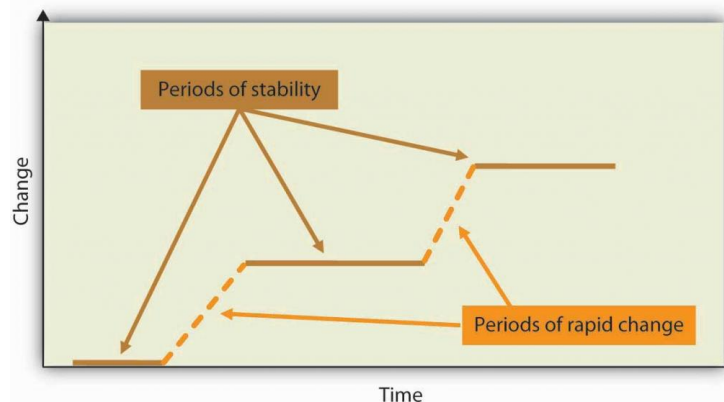 Periods of stability
Change
Periods of rapid change
Time